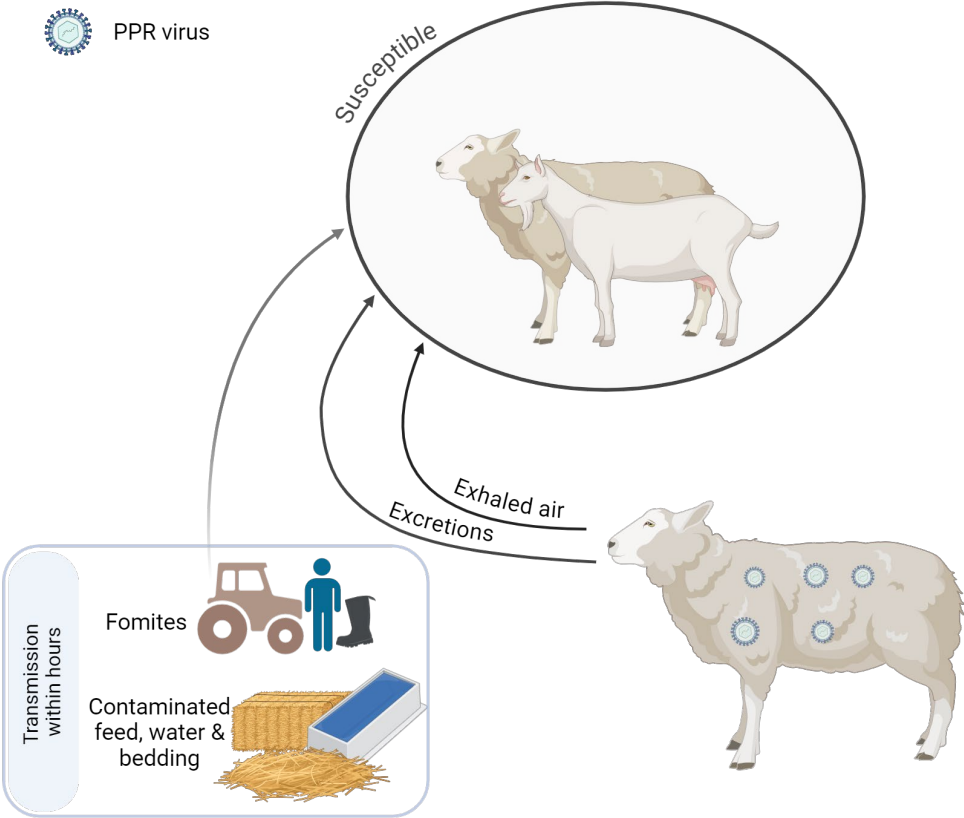 PPR virus
Susceptible
Exhaled air
Excretions
Transmission
within hours
Fomites
Contaminated
feed, water &
bedding